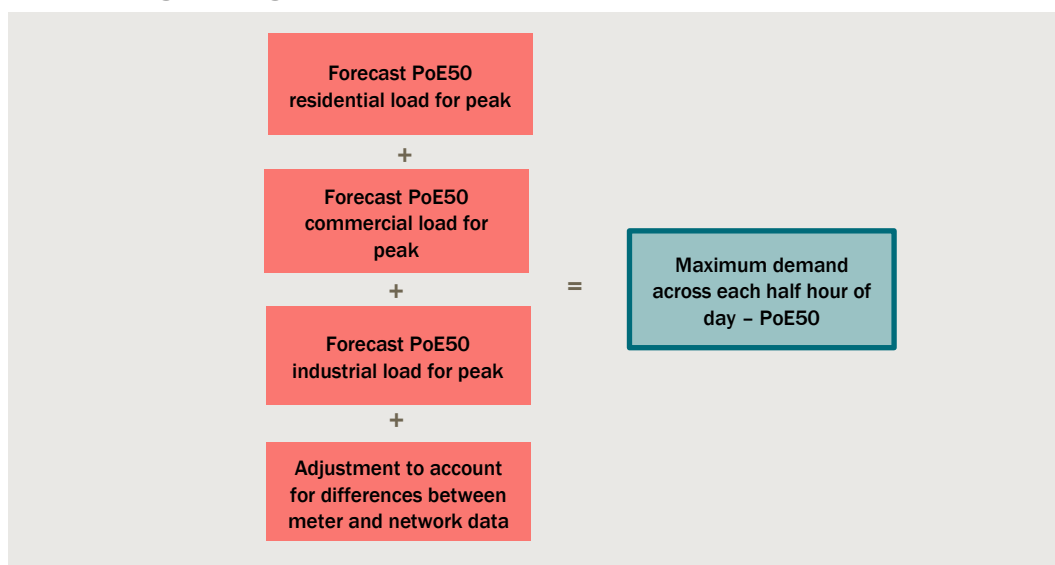 Forecast PoE50
residential load for peak
+
Forecast PoE50
commercial load for
peak
+
Forecast PoE50
industrial load for peak
+
Adjustment to account
for differences between
meter and network data
=
Maximum demand
across each half hour of
day – PoE50